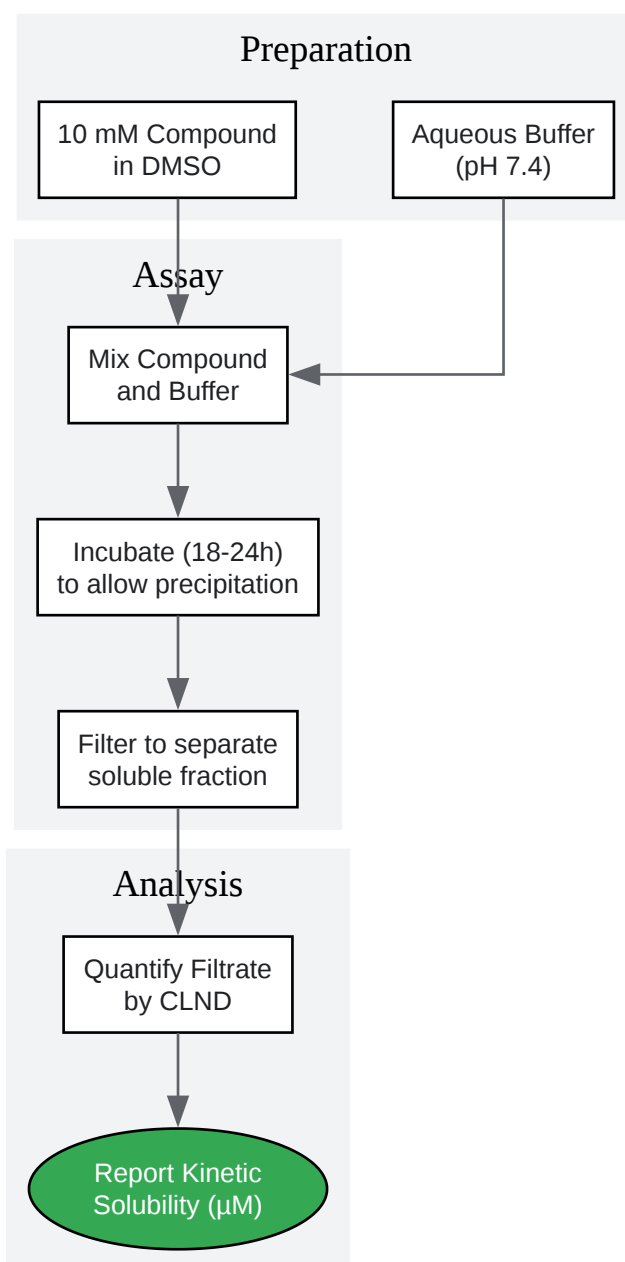 Preparation
10 mM Compound
in DMSO
Aqueous Buffer
(pH 7.4)
Assay
Mix Compound
and Buffer
Incubate (18-24h)
to allow precipitation
Filter to separate
soluble fraction
Analysis
Quantify Filtrate
by CLND
Report Kinetic
Solubility (µM)